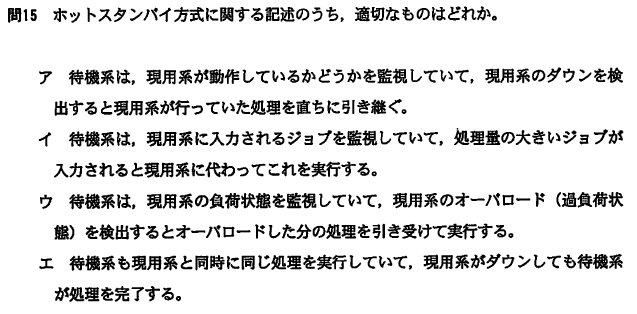 問15 ホットスタンバイ方式に関する記述のうち，適切なものはどれか。
ア 待機系は，現用系が動作しているかどうかを監視していて，現用系のダウンを検
出すると現用系が行っていた処理を直ちに引き継ぐ。
イ 待機系は，現用系に入力されるジョブを監視していて，処理量の大きいジョブが
入力されると現用系に代わってこれを実行する。
ウ 待機系は，現用系の負荷状態を監視していて，現用系のオーバロード（過負荷状
態）を検出するとオーバロードした分の処理を引き受けて実行する。
エ 待機系も現用系と同時に同じ処理を実行していて，現用系がダウンしても待機系
が処理を完了する。